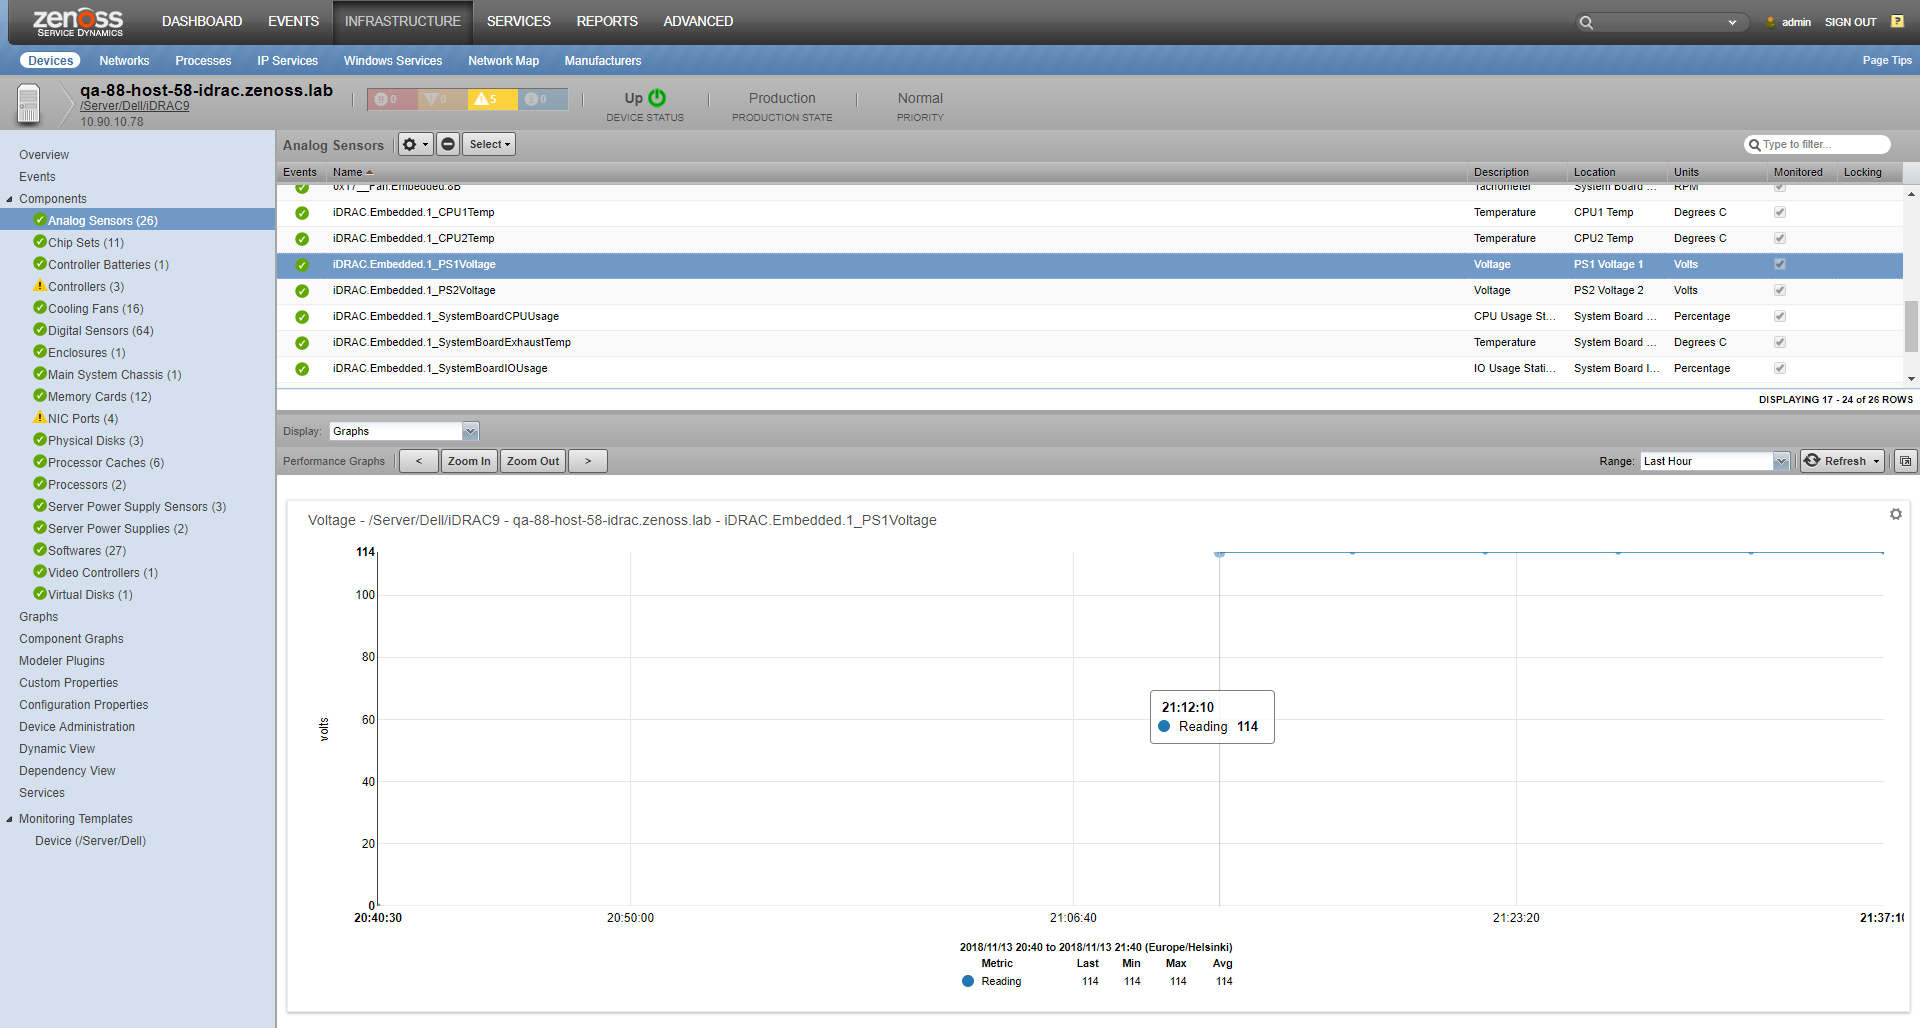 zenoss
SERVICE DYNAMICS
DASHBOARD EVENTS INFRASTRUCTURE SERVICES REPORTS ADVANCED
admin SIGN OUT ?
Devices Networks Processes IP Services Windows Services Network Map Manufacturers
Page Tips
qa-88-host-58-idrac.zenoss.lab
/Server/Dell/iDRAC9
10.90.10.78
0 0 5 0
Up
DEVICE STATUS
Production
PRODUCTION STATE
Normal
PRIORITY
Overview
Events
Components
Analog Sensors (26)
Chip Sets (11)
Controller Batteries (1)
Controllers (3)
Cooling Fans (16)
Digital Sensors (64)
Enclosures (1)
Main System Chassis (1)
Memory Cards (12)
NIC Ports (4)
Physical Disks (3)
Processor Caches (6)
Processors (2)
Server Power Supply Sensors (3)
Server Power Supplies (2)
Softwares (27)
Video Controllers (1)
Virtual Disks (1)
Graphs
Component Graphs
Modeler Plugins
Custom Properties
Configuration Properties
Device Administration
Dynamic View
Dependency View
Services
Monitoring Templates
Device (/Server/Dell)
Analog Sensors Select
Type to filter...
Events Name Description Location Units Monitored Locking
0x17__Fan.Embedded.8B Tachometer System Board ... RPM
iDRAC.Embedded.1_CPU1Temp Temperature CPU1 Temp Degrees C
iDRAC.Embedded.1_CPU2Temp Temperature CPU2 Temp Degrees C
iDRAC.Embedded.1_PS1Voltage Voltage PS1 Voltage 1 Volts
iDRAC.Embedded.1_PS2Voltage Voltage PS2 Voltage 2 Volts
iDRAC.Embedded.1_SystemBoardCPUUsage CPU Usage St... System Board ... Percentage
iDRAC.Embedded.1_SystemBoardExhaustTemp Temperature System Board ... Degrees C
iDRAC.Embedded.1_SystemBoardIOUsage IO Usage Stati... System Board I... Percentage
DISPLAYING 17 - 24 of 26 ROWS
Display: Graphs
Performance Graphs < Zoom In Zoom Out >
Range: Last Hour Refresh
Voltage - /Server/Dell/iDRAC9 - qa-88-host-58-idrac.zenoss.lab - iDRAC.Embedded.1_PS1Voltage
114
100
80
60
40
20
0
volts
21:12:10
Reading 114
20:40:30 20:50:00 21:06:40 21:23:20 21:37:10
2018/11/13 20:40 to 2018/11/13 21:40 (Europe/Helsinki)
Metric Last Min Max Avg
Reading 114 114 114 114